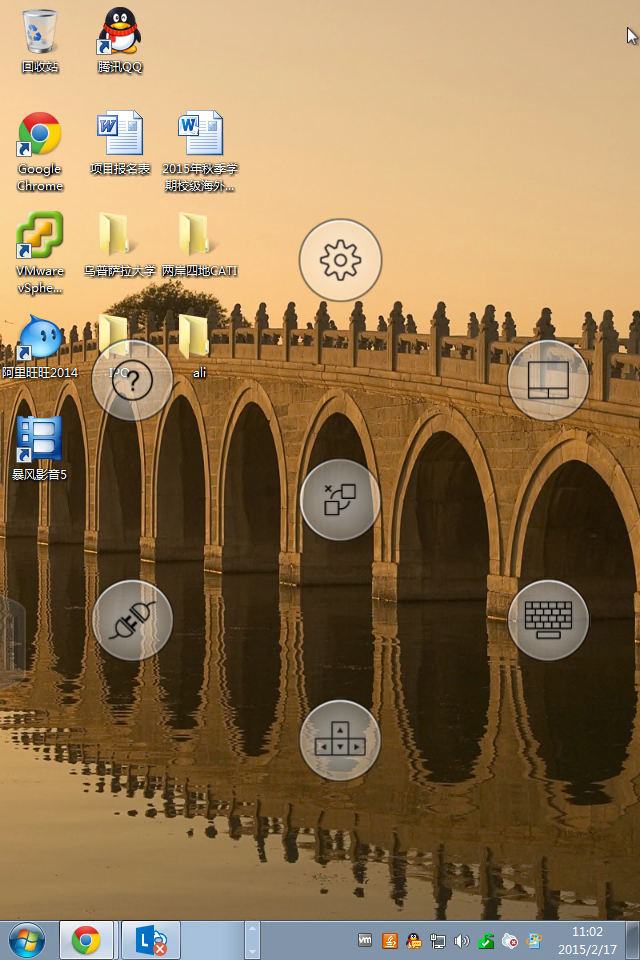 回收站
腾讯QQ
Google
Chrome
项目报名表
2015年秋季学
期校级海外...
VMware
vSphe...
乌普萨拉大学
两岸四地CATI
阿里旺旺2014
ali
暴风影音5
vm
11:02
2015/2/17